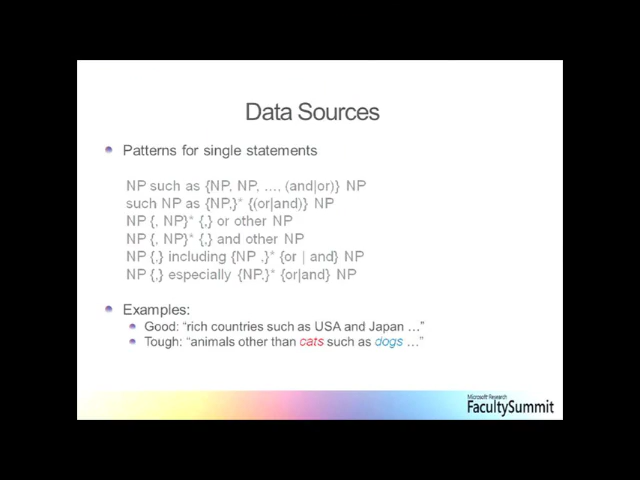 Data Sources
Patterns for single statements
NP such as {NP, NP, ..., (and|or)} NP
such NP as {NP,}* {(or|and)} NP
NP {, NP}* {,} or other NP
NP {, NP}* {,} and other NP
NP {,} including {NP ,}* {or | and} NP
NP {,} especially {NP,}* {or|and} NP
Examples:
Good: “rich countries such as USA and Japan ...”
Tough: “animals other than cats such as dogs ...”
Microsoft Research
FacultySummit